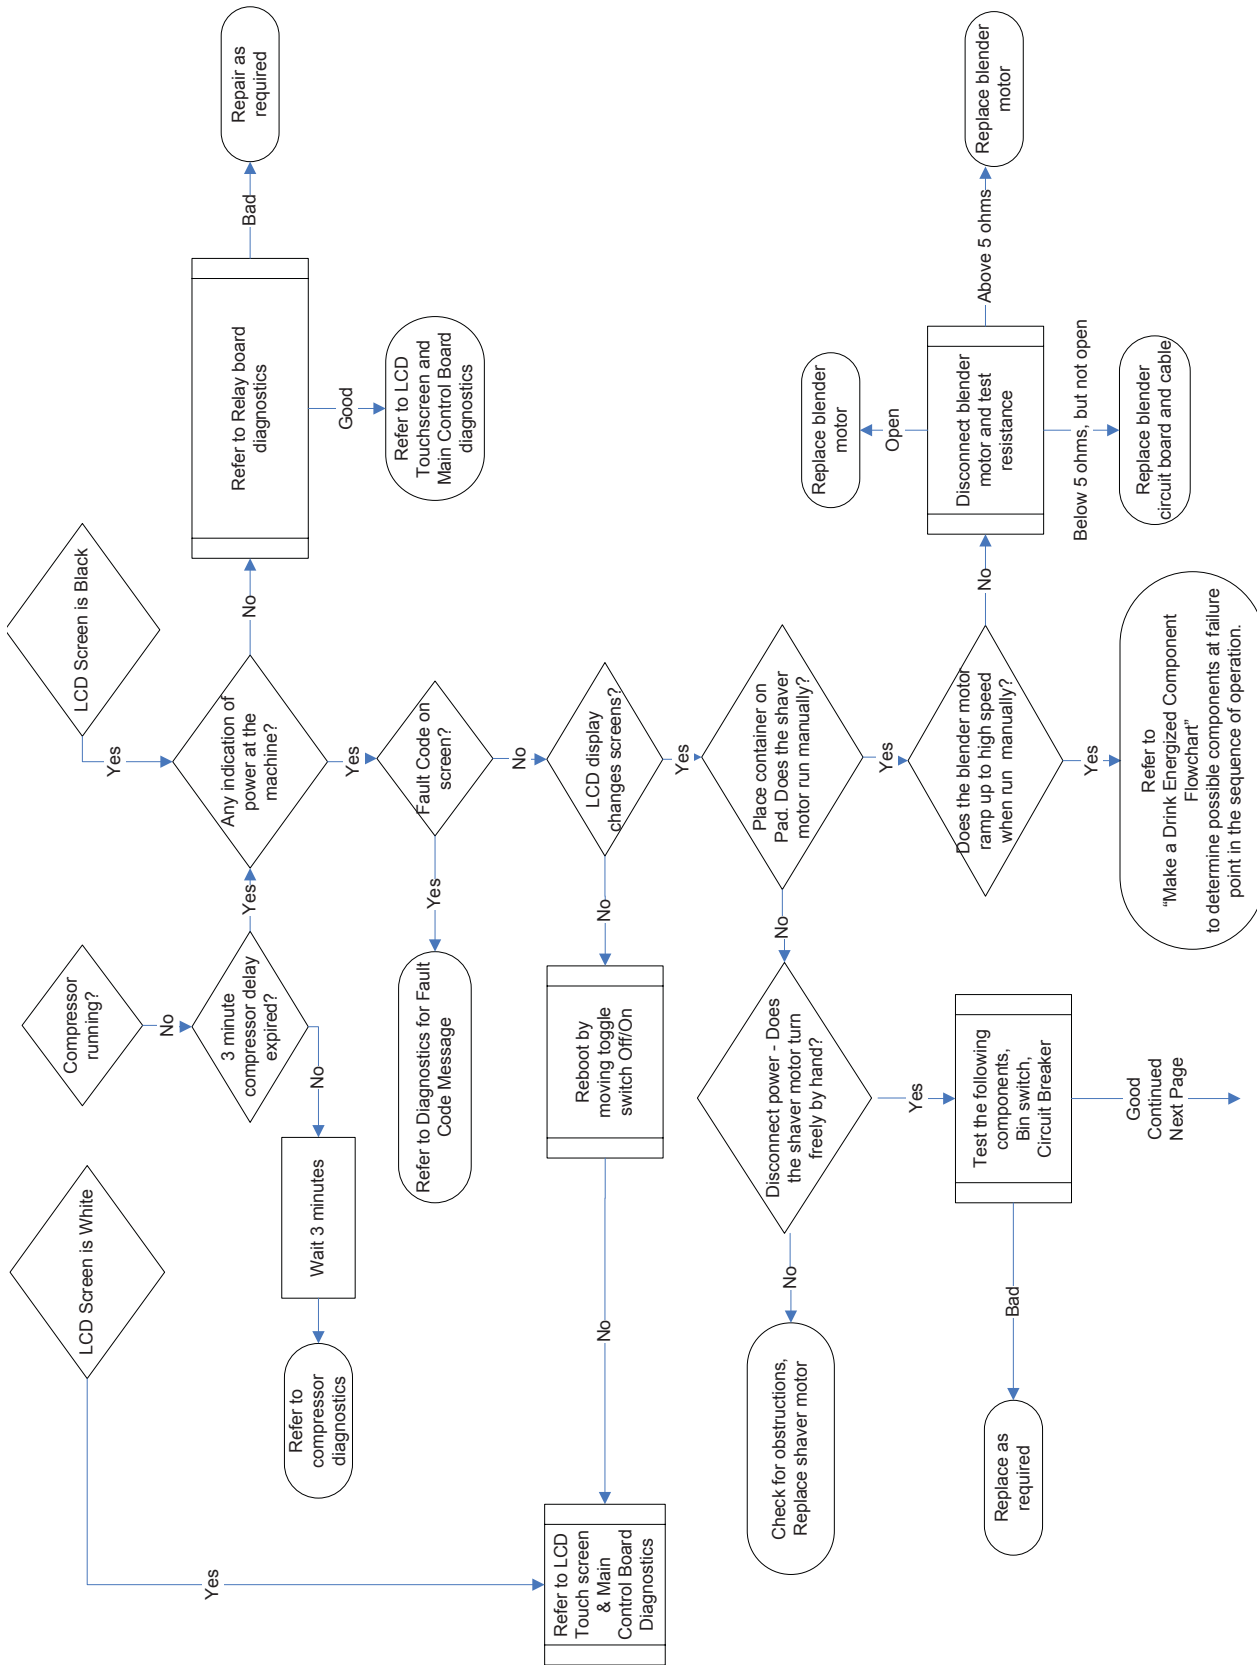 LCD Screen is White
Yes
Compressor
running?
No
3 minute
compressor delay
expired?
Yes
No
Wait 3 minutes
Refer to
compressor
diagnostics
LCD Screen is Black
Yes
Any indication of
power at the
machine?
No
Refer to Relay board
diagnostics
Bad
Repair as
required
Good
Refer to LCD
Touchscreen and
Main Control Board
diagnostics
Yes
Fault Code on
screen?
Yes
Refer to Diagnostics for Fault
Code Message
No
LCD display
changes screens?
No
Reboot by
moving toggle
switch Off/On
No
Refer to LCD
Touch screen
& Main
Control Board
Diagnostics
Yes
Place container on
Pad. Does the shaver
motor run manually?
No
Disconnect power - Does
the shaver motor turn
freely by hand?
No
Check for obstructions,
Replace shaver motor
Yes
Test the following
components,
Bin switch,
Circuit Breaker
Bad
Replace as
required
Good
Continued
Next Page
Yes
Does the blender motor
ramp up to high speed
when run manually?
No
Disconnect blender
motor and test
resistance
Open
Replace blender
motor
Above 5 ohms
Replace blender
motor
Below 5 ohms, but not open
Replace blender
circuit board and cable
Yes
Refer to
“Make a Drink Energized Component
Flowchart”
to determine possible components at failure
point in the sequence of operation.